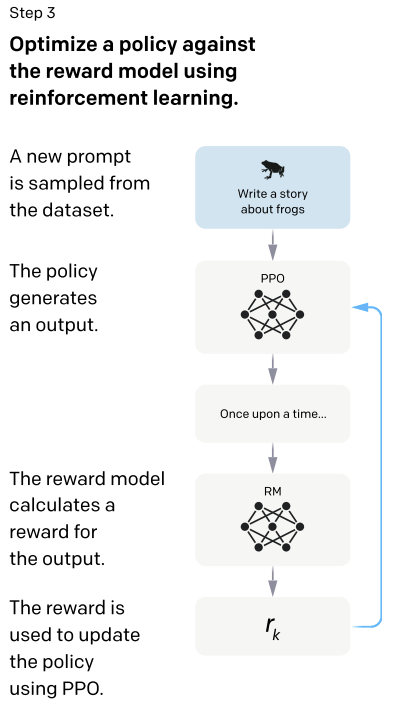 Step 3
Optimize a policy against
the reward model using
reinforcement learning.
A new prompt
is sampled from
the dataset.
Write a story
about frogs
The policy
generates
an output.
PPO
Once upon a time...
The reward model
calculates a
reward for
the output.
RM
The reward is
used to update
the policy
using PPO.
rk